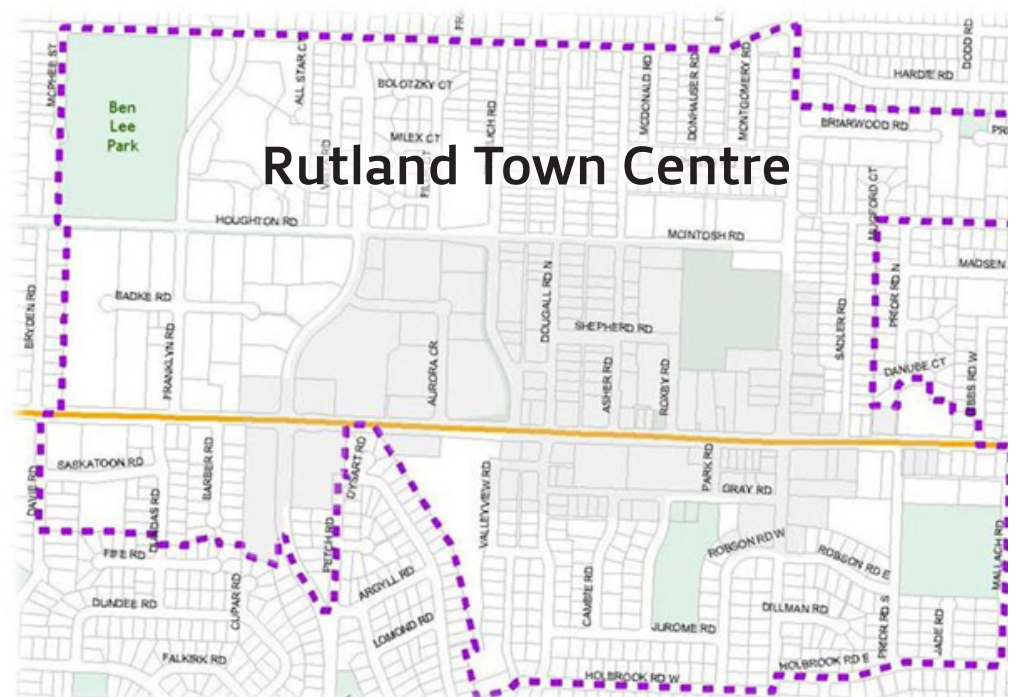 MCPHEE ST
ALL STAR CT
BOLOTZKY CT
MCDONALD RD
DONHAUSER RD
MONTGOMERY RD
DODD RD
HARDIE RD
Ben
Lee
Park
MILEX CT
BRIARWOOD RD
Rutland Town Centre
HOUGHTON RD
MCINTOSH RD
MUGFORD CT
MADSEN
BRYDEN RD
BADKE RD
FRANKLYN RD
AURORA CR
DOUGALL RD N
SHEPHERD RD
ASHER RD
ROXBY RD
SADLER RD
PRIOR RD N
DANUBE CT
DAVIE RD
SASKATOON RD
BARBER RD
DYSART RD
VALLEYVIEW RD
PARK RD
GRAY RD
DUNDAS RD
FIFE RD
PETCH RD
ROBSON RD W
ROBSON RD E
MALLACH RD
DUNDEE RD
CUPAR RD
ARGYLL RD
CAMBIE RD
DILLMAN RD
LOMOND RD
JUROME RD
PRIOR RD S
JADE RD
FALKIRK RD
HOLBROOK RD W
HOLBROOK RD E